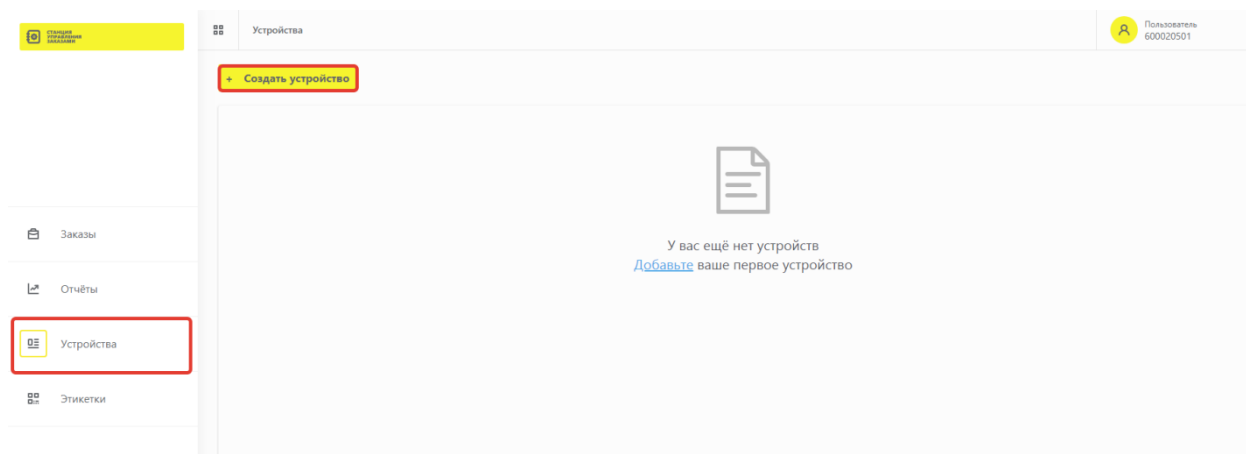 СТАНЦИЯ
УПРАВЛЕНИЯ
ЗАКАЗАМИ
Устройства
Пользователь
600020501
+ Создать устройство
Заказы
Отчёты
Устройства
Этикетки
У вас ещё нет устройств
Добавьте ваше первое устройство